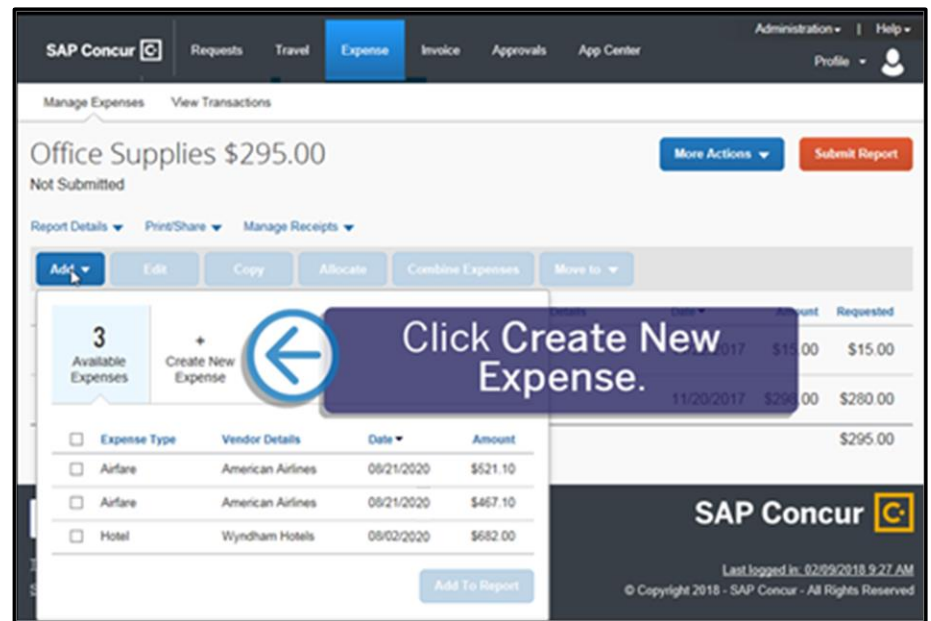 Administration | Help
SAP Concur C Requests Travel Expense Invoice Approvals App Center
Profile
Manage Expenses View Transactions
Office Supplies $295.00
More Actions Submit Report
Not Submitted
Report Details Print/Share Manage Receipts
Add Edit Copy Allocate Combine Expenses Move to
Details Date Amount Requested
3
Available
Expenses
+
Create New
Expense
Click Create New
Expense.
2017 $15.00 $15.00
11/20/2017 $280.00
$295.00
Expense Type Vendor Details Date Amount
Airfare American Airlines 08/21/2020 $521.10
Airfare American Airlines 08/21/2020 $467.10
Hotel Wyndham Hotels 08/02/2020 $682.00
Add To Report
SAP Concur C
Last logged in: 02/09/2018 9:27 AM
© Copyright 2018 - SAP Concur - All Rights Reserved